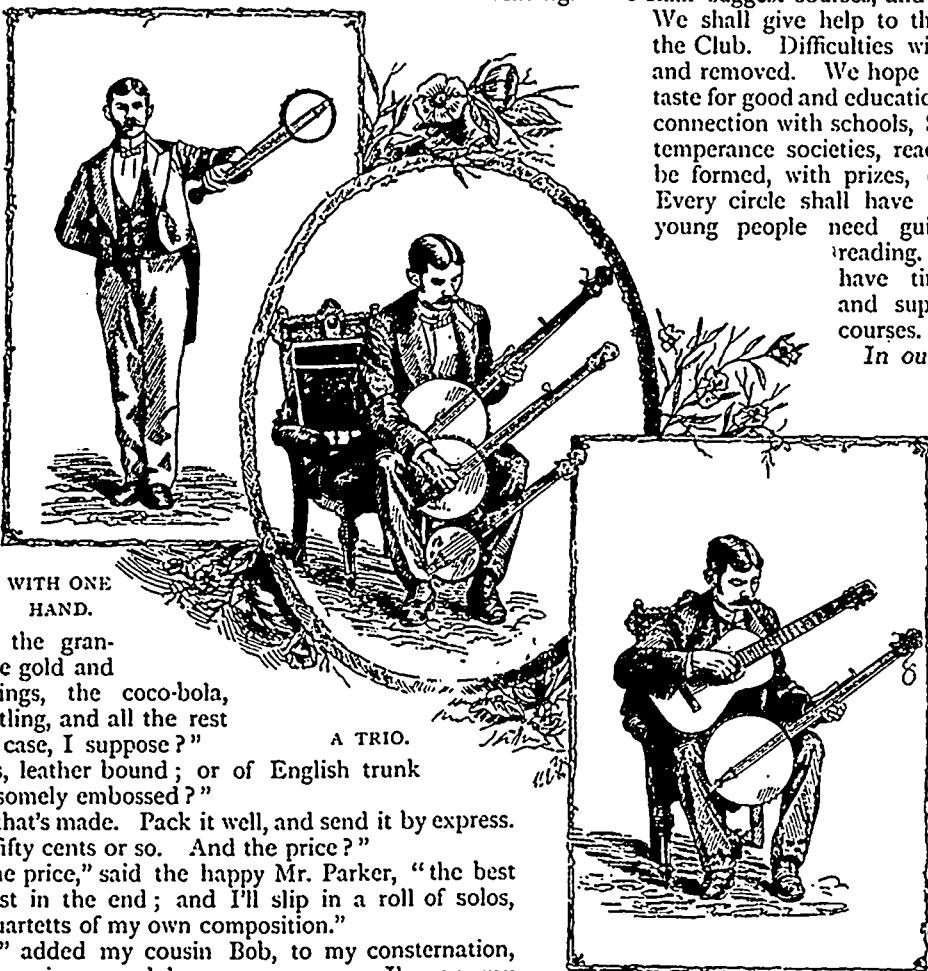 We shall give help to th
the Club. Difficulties wi
and removed. We hope
taste for good and educatio
connection with schools, S
temperance societies, read
be formed, with prizes,
Every circle shall have
young people need gui
reading.
have tin
and sup
courses.
In ou
WITH ONE
HAND.
the gran-
e gold and
ings, the coco-bola,
tling, and all the rest
case, I suppose?"
A TRIO.
s, leather bound; or of English trunk
somely embossed?"
that's made. Pack it well, and send it by express.
fifty cents or so. And the price?"
he price," said the happy Mr. Parker, "the best
st in the end; and I'll slip in a roll of solos,
uartetts of my own composition."
" added my cousin Bob, to my consternation,